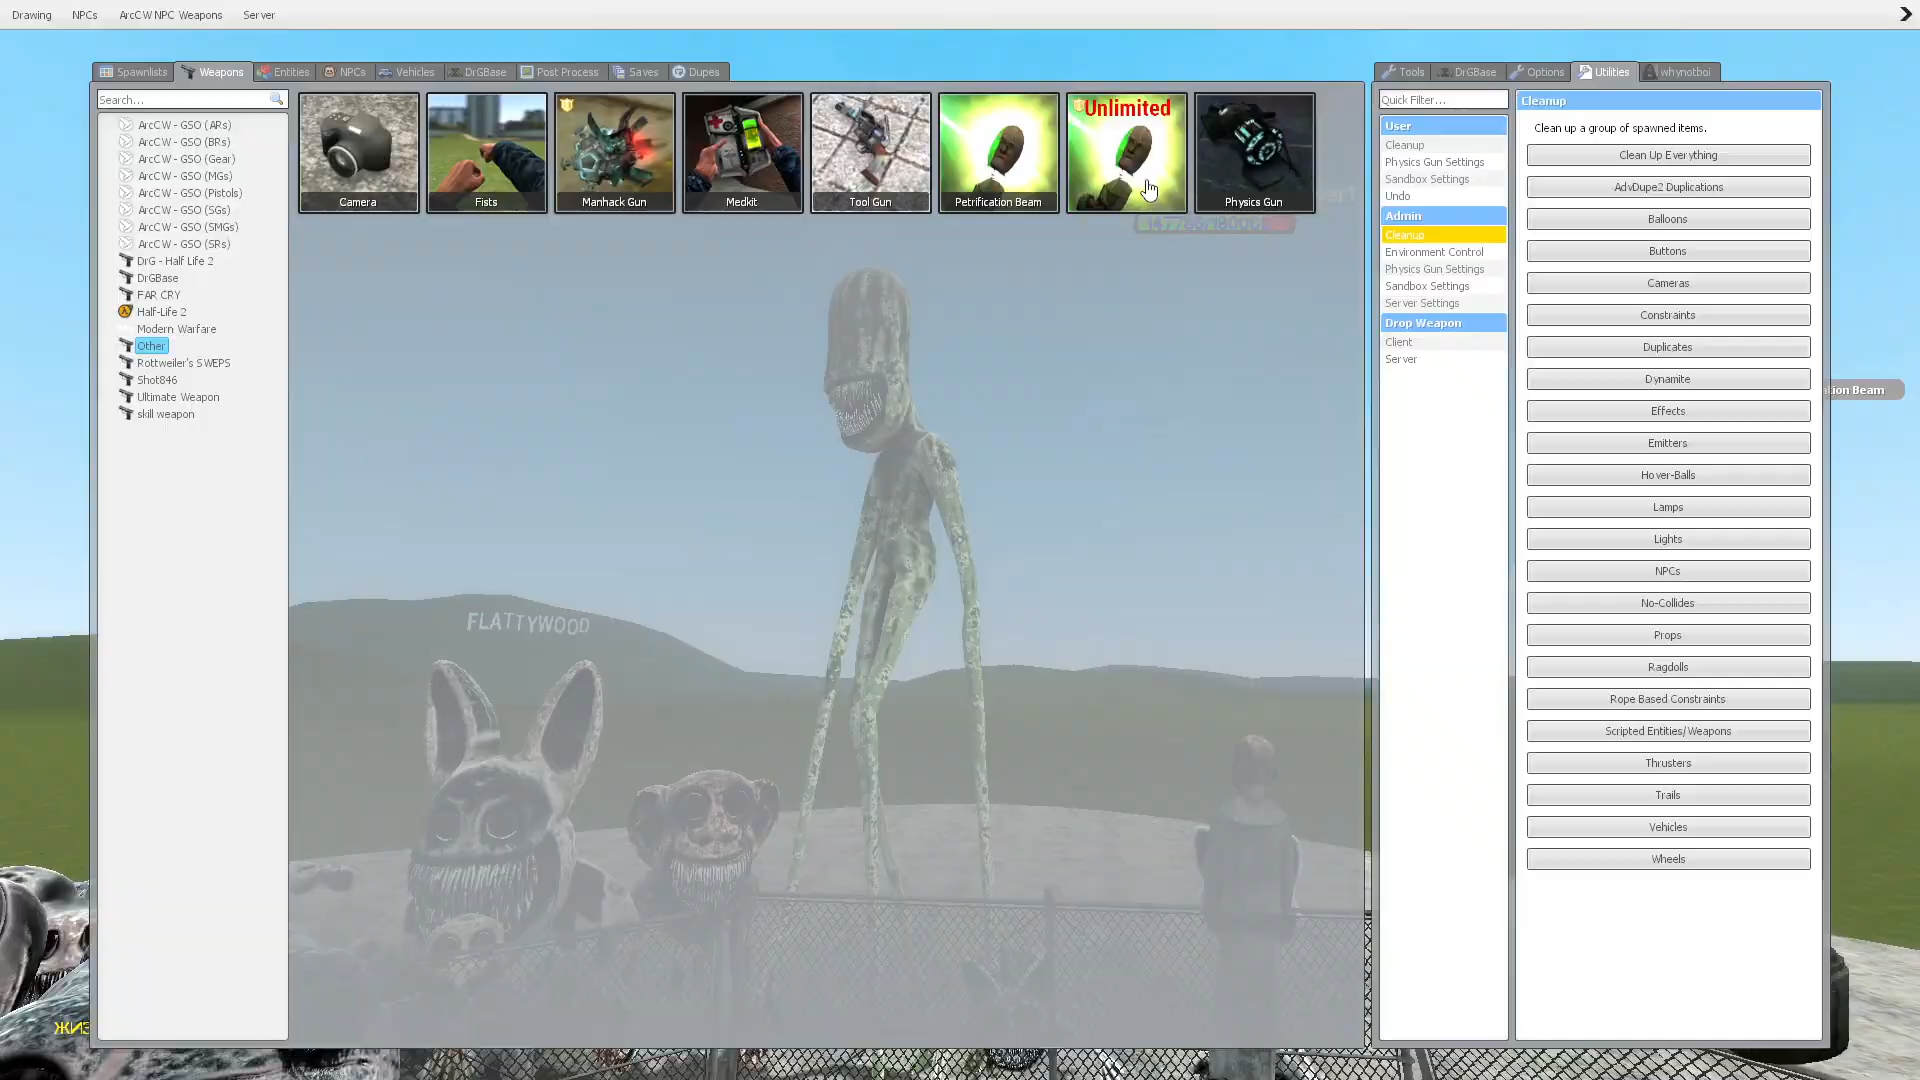 Drawing NPCs ArcCW NPC Weapons Server
Spawnlists Weapons Entities NPCs Vehicles DrGBase Post Process Saves Dupes
Search...
ArcCW - GSO (ARs)
ArcCW - GSO (BRs)
ArcCW - GSO (Gear)
ArcCW - GSO (MGs)
ArcCW - GSO (Pistols)
ArcCW - GSO (SGs)
ArcCW - GSO (SMGs)
ArcCW - GSO (SRs)
DrG - Half Life 2
DrGBase
FAR CRY
Half-Life 2
Modern Warfare
Other
Rottweiler's SWEPS
Shot846
Ultimate Weapon
skill weapon
Camera
Fists
Manhack Gun
Medkit
Tool Gun
Petrification Beam
Unlimited
Physics Gun
FLATTYWOOD
Tools DrGBase Options Utilities whynotboi
Quick Filter...
User
Cleanup
Physics Gun Settings
Sandbox Settings
Undo
Admin
Cleanup
Environment Control
Physics Gun Settings
Sandbox Settings
Server Settings
Drop Weapon
Client
Server
Cleanup
Clean up a group of spawned items.
Clean Up Everything
AdvDupe2 Duplications
Balloons
Buttons
Cameras
Constraints
Duplicates
Dynamite
Effects
Emitters
Hover-Balls
Lamps
Lights
NPCs
No-Collides
Props
Ragdolls
Rope Based Constraints
Scripted Entities/Weapons
Thrusters
Trails
Vehicles
Wheels
Beam